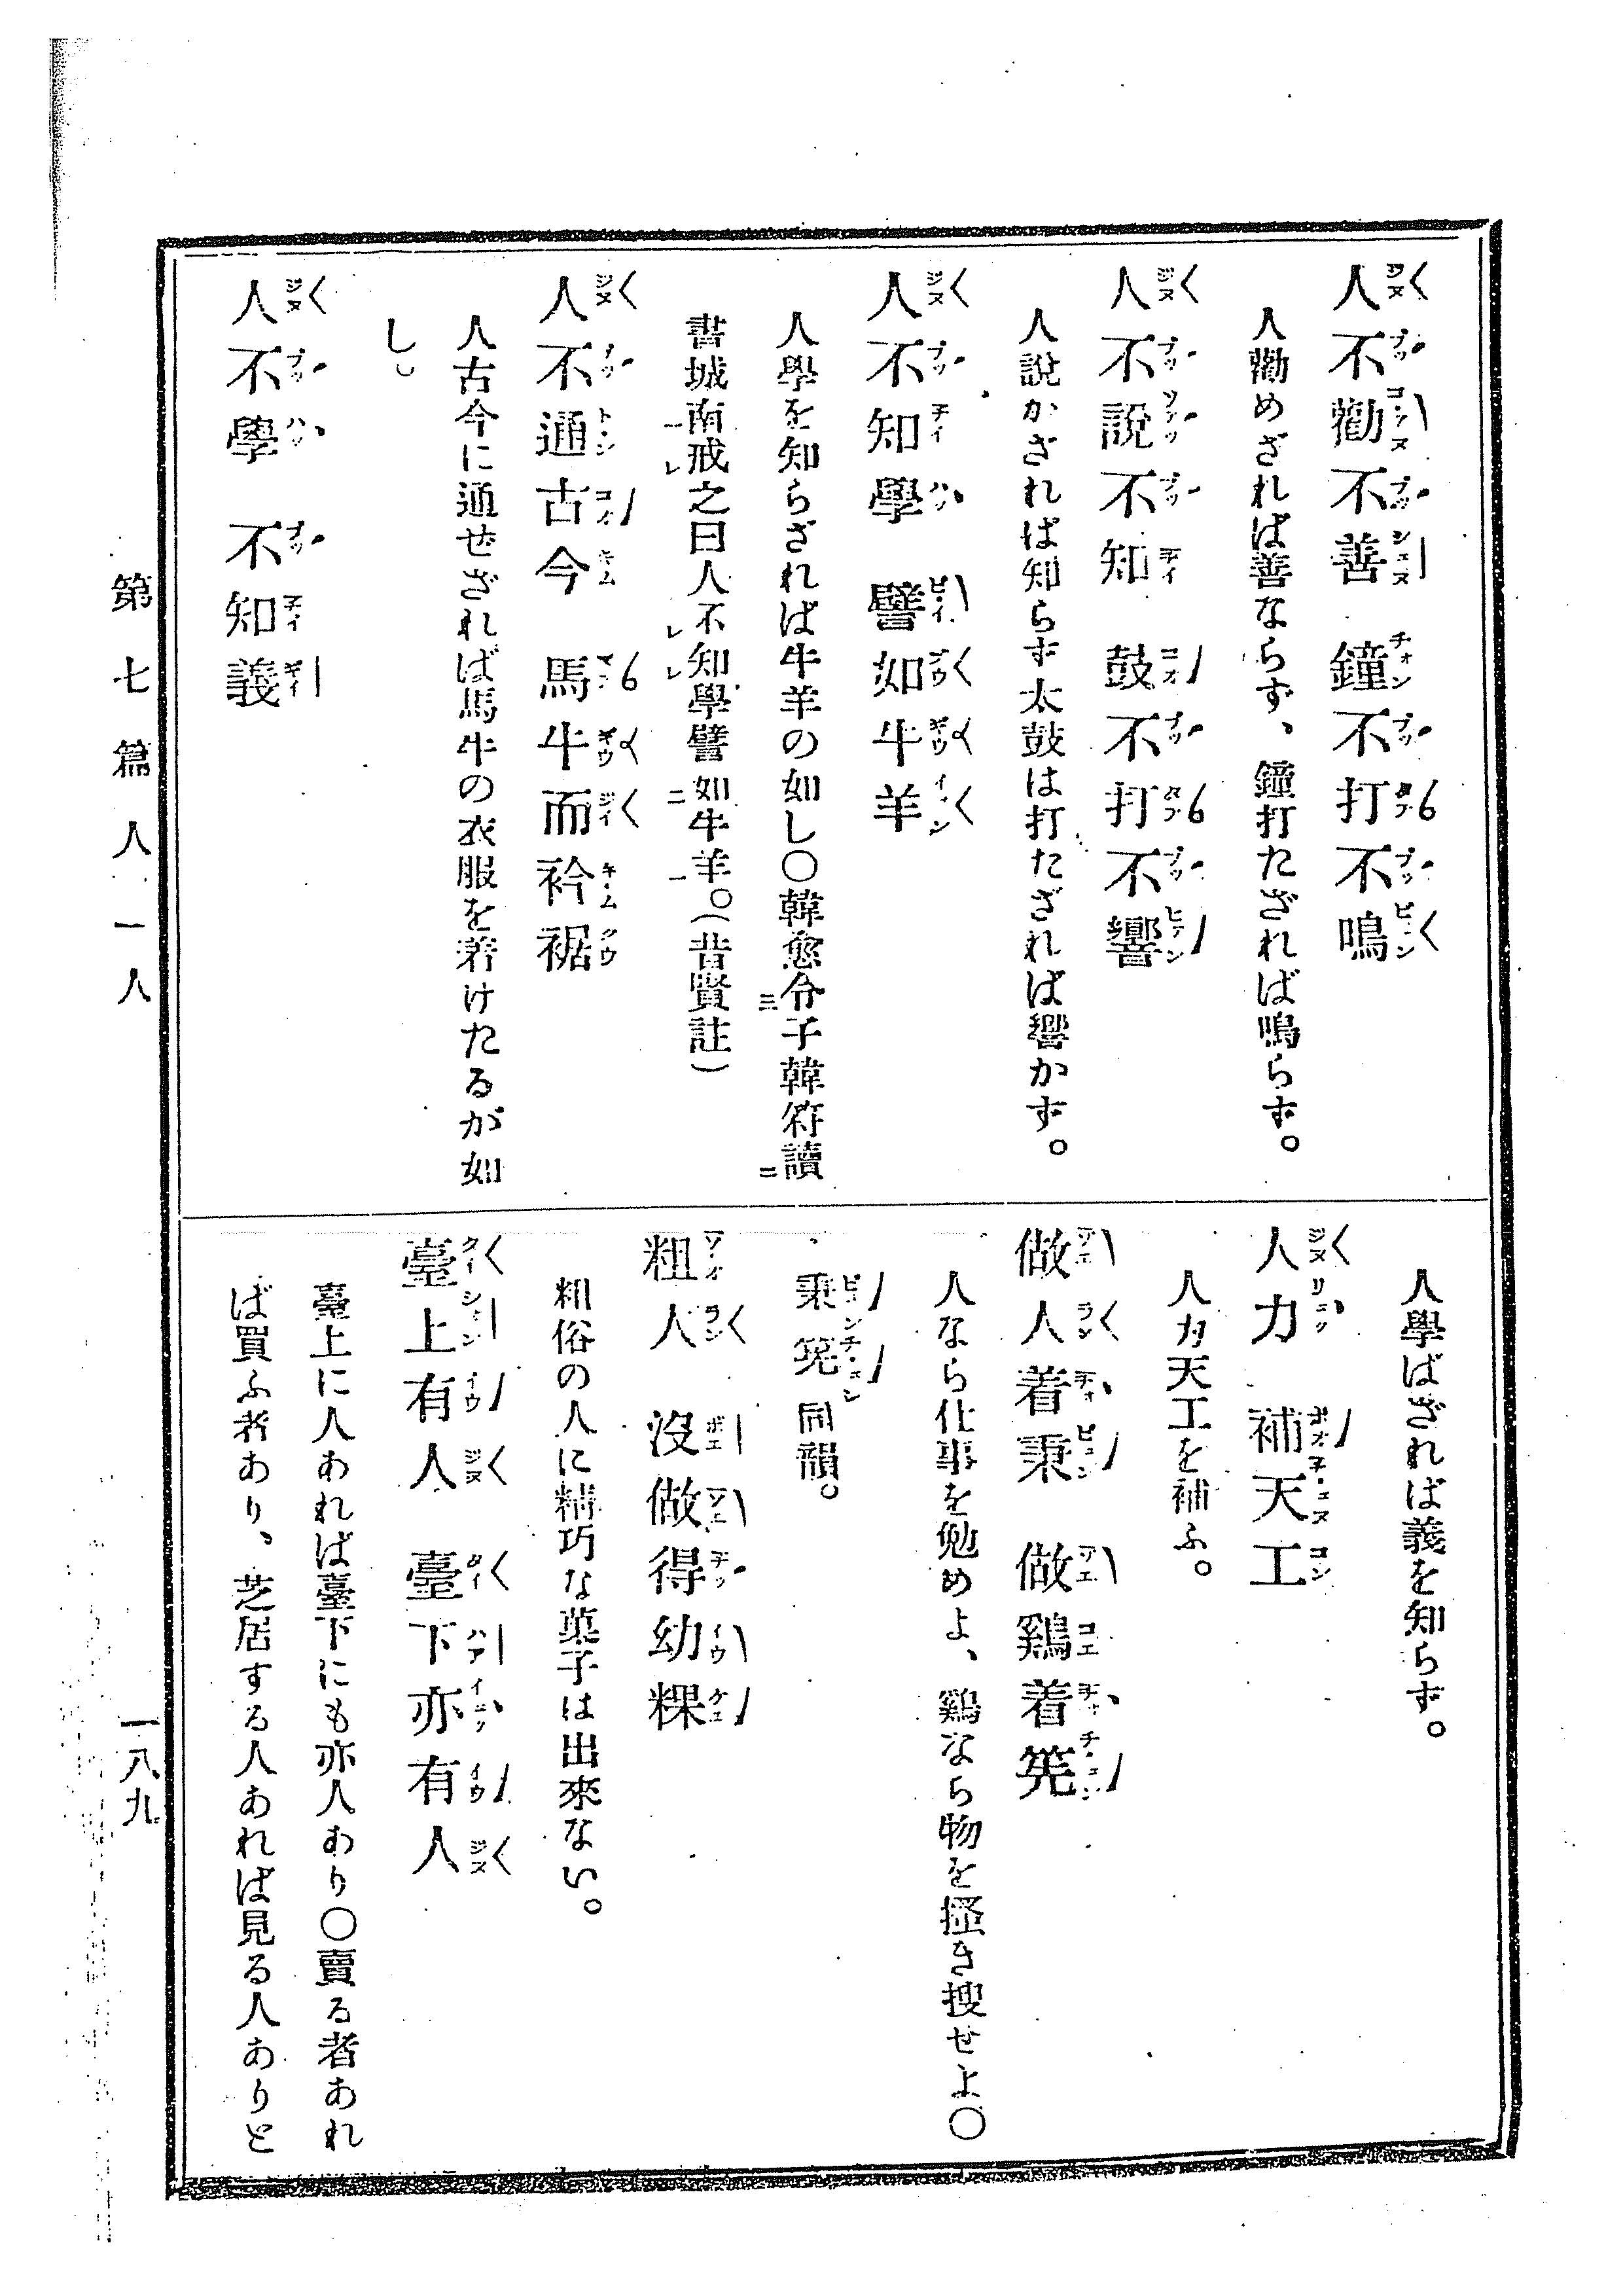 人不勸不善　鐘不打不鳴
人勸めざれば善ならず、鐘打たざれば鳴らず。
人不說不知　鼓不打不響
人說かざれば知らず太鼓は打たざれば響かず。
人不知學　譬如牛羊
人學を知らざれば牛羊の如し〇韓愈令子韓符讀
書城南戒之曰人不知學譬如牛羊。(昔賢註)
人不通古今　馬牛而衿裾
人古今に通せざれば馬牛の衣服を着けたるが如
し。
人不學　不知義
人學ばざれば義を知らず。
人力　補天工
人力天工を補ふ。
做人着秉　做鷄着筅
人なら仕事を勉めよ、鷄なら物を搔き搜せよ〇
秉筅同韻。
粗人　沒做得幼粿
粗俗の人に精巧な菓子は出來ない。
臺上有人　臺下亦有人
臺上に人あれば臺下にも亦人あり〇賣る者あれ
ば買ふ者あり、芝居する人あれば見る人ありと
第七篇　人—人
一八九